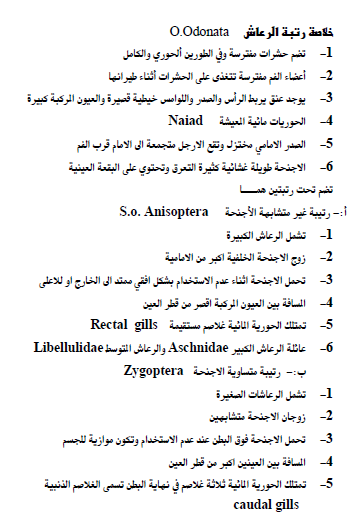 خلاصة رتبة الرعاش O.Odonata
1- تضم حشرات مفترسة وفي الطورين ألحوري والكامل
2- أعضاء الفم مفترسة تتغذى على الحشرات أثناء طيرانها
3- يوجد عنق يربط الرأس والصدر واللوامس خيطية قصيرة والعيون المركبة كبيرة
4- الحوريات مائية المعيشة Naiad
5- الصدر الامامي مختزل وتقع الارجل متجمعة الى الامام قرب الفم
6- الاجنحة طويلة غشائية كثيرة التعرق وتحتوي على البقعة العينية
تضم تحت رتبتين همـــا
أ:- رتيبة غير متشابهة الأجنحة S.o. Anisoptera
1- تشمل الرعاش الكبيرة
2- زوج الاجنحة الخلفية اكبر من الامامية
3- تحمل الاجنحة اثناء عدم الاستخدام بشكل افقي ممتد الى الخارج او للاعلى
4- المسافة بين العيون المركبة اقصر من قطر العين
5- تمتلك الحورية المائية غلاصم مستقيمة Rectal gills
6- عائلة الرعاش الكبير Aeschnidae والرعاش المتوسط Libellulidae
ب:- رتيبة متساوية الاجنحة Zygoptera
1- تشمل الرعاشات الصغيرة
2- زوجان الاجنحة متشابهين
3- تحمل الاجنحة فوق البطن عند عدم الاستخدام وتكون موازية للجسم
4- المسافة بين العينين اكبر من قطر العين
5- تمتلك الحورية المائية ثلاثة غلاصم في نهاية البطن تسمى الغلاصم الذنبية
caudal gills